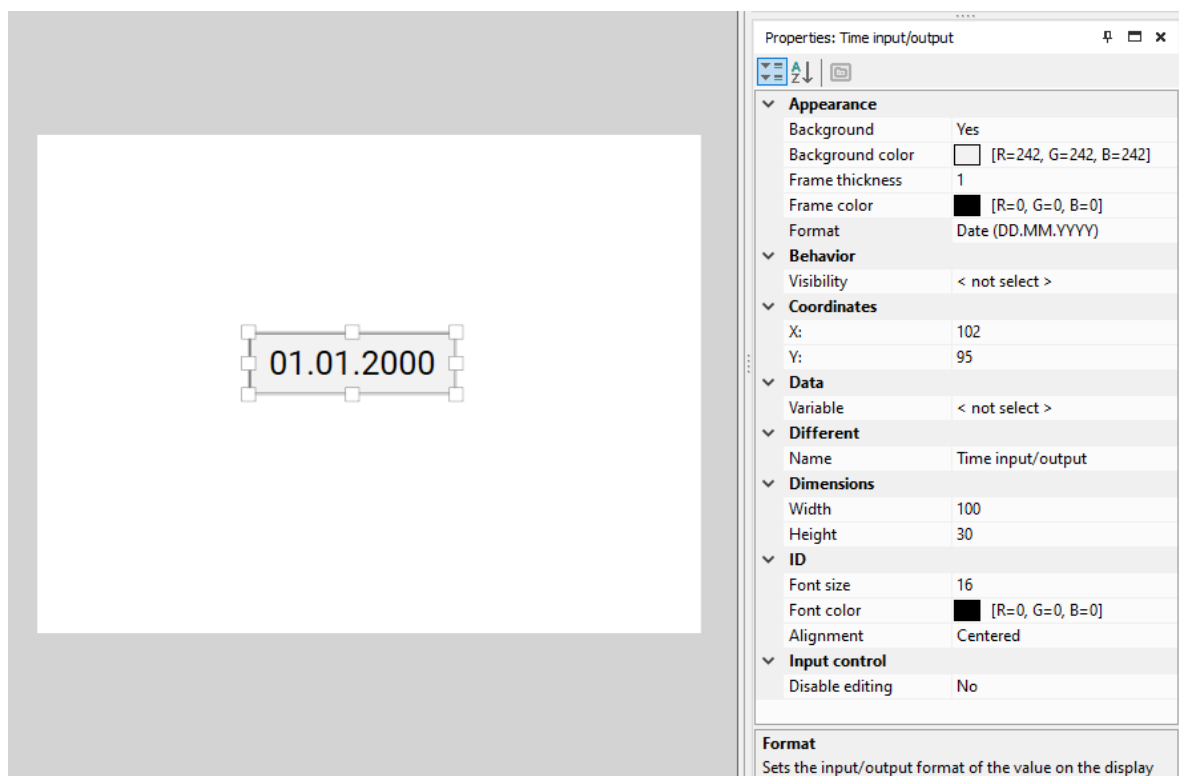 01.01.2000
Properties: Time input/output
Appearance
Background Yes
Background color [R=242, G=242, B=242]
Frame thickness 1
Frame color [R=0, G=0, B=0]
Format Date (DD.MM.YYYY)
Behavior
Visibility < not select >
Coordinates
X: 102
Y: 95
Data
Variable < not select >
Different
Name Time input/output
Dimensions
Width 100
Height 30
ID
Font size 16
Font color [R=0, G=0, B=0]
Alignment Centered
Input control
Disable editing No
Format
Sets the input/output format of the value on the display